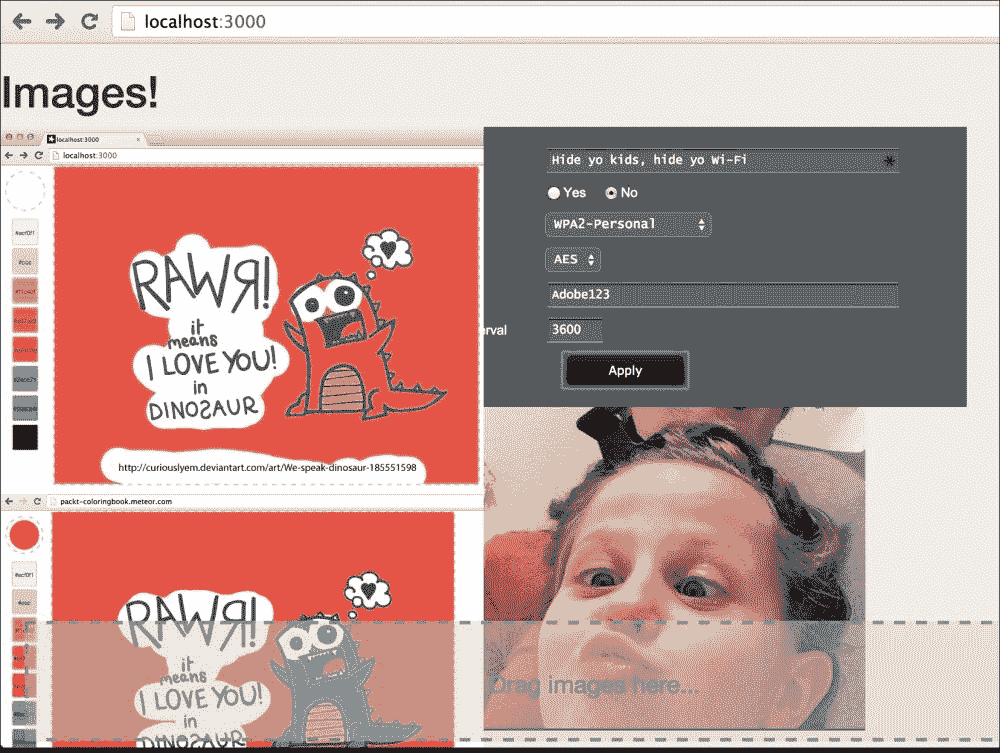 localhost:3000
Images!
localhost:3000
localhost:3000
#ecf0f1
RAWR!
it
means
I LOVE YOU!
in
DINOSAUR
http://curiouslyem.deviantart.com/art/We-speak-dinosaur-185551598
Hide yo kids, hide yo Wi-Fi
Yes No
WPA2-Personal
AES
Adobe123
erval 3600
Apply
packt-coloringbook.meteor.com
#ecf0f1
RAWR!
it
means
I LOVE YOU!
in
DINOSAUR
Drag images here...